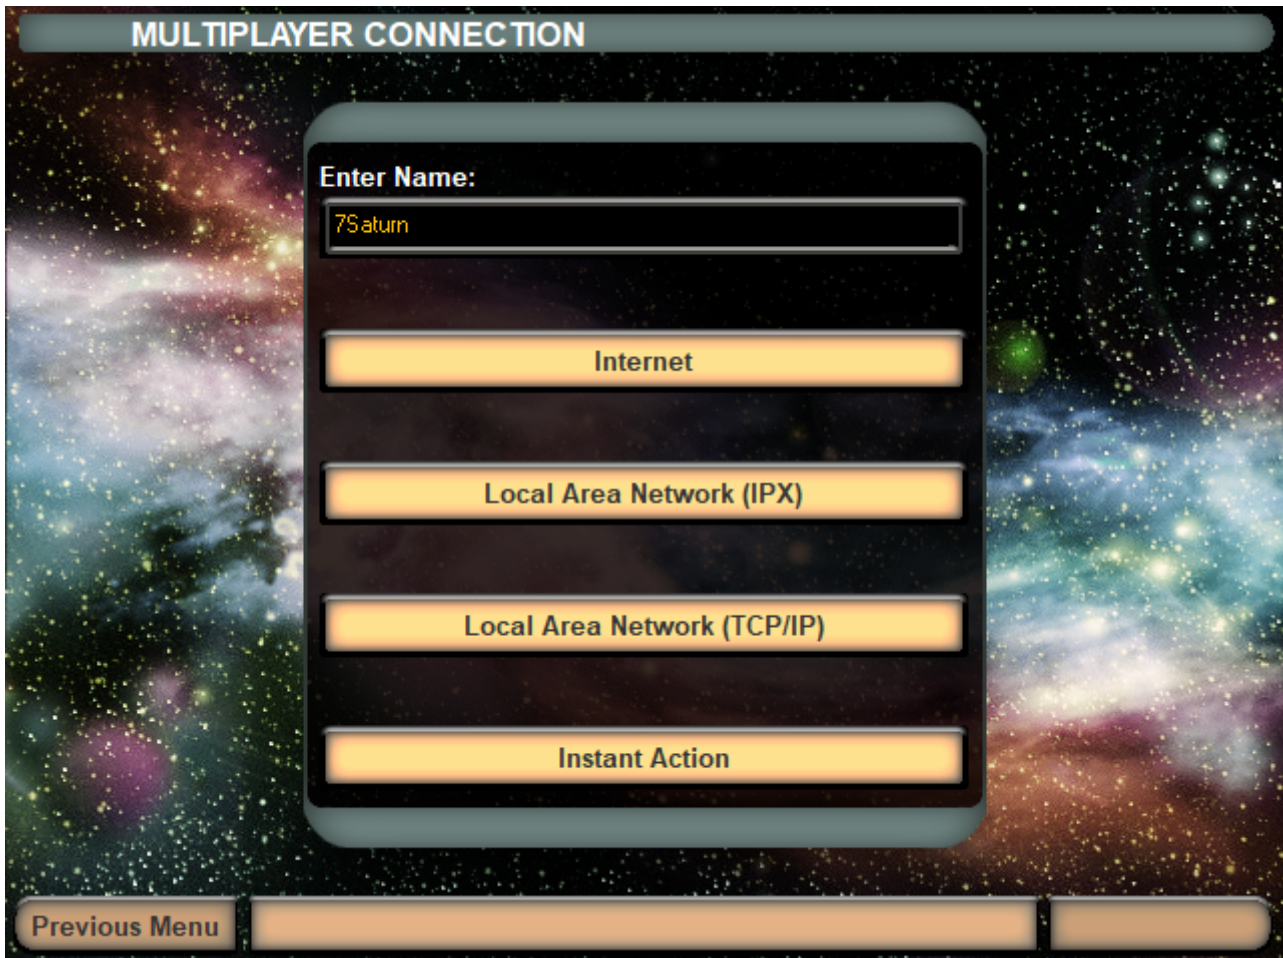 MULTIPLAYER CONNECTION
Enter Name:
7Saturn
Internet
Local Area Network (IPX)
Local Area Network (TCP/IP)
Instant Action
Previous Menu